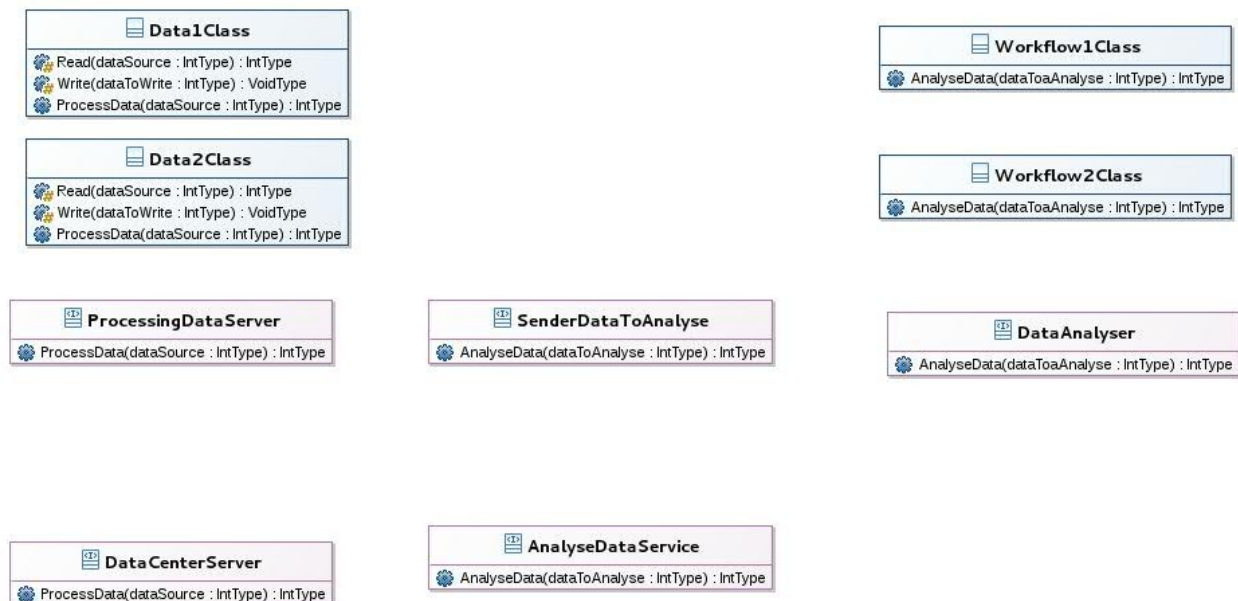 Data1Class
Read(dataSource : IntType) : IntType
Write(dataToWrite : IntType) : VoidType
ProcessData(dataSource : IntType) : IntType
Workflow1Class
AnalyseData(dataToaAnalyse : IntType) : IntType
Data2Class
Read(dataSource : IntType) : IntType
Write(dataToWrite : IntType) : VoidType
ProcessData(dataSource : IntType) : IntType
Workflow2Class
AnalyseData(dataToaAnalyse : IntType) : IntType
ProcessingDataServer
ProcessData(dataSource : IntType) : IntType
SenderDataToAnalyse
AnalyseData(dataToAnalyse : IntType) : IntType
DataAnalyser
AnalyseData(dataToaAnalyse : IntType) : IntType
DataCenterServer
ProcessData(dataSource : IntType) : IntType
AnalyseDataService
AnalyseData(dataToAnalyse : IntType) : IntType